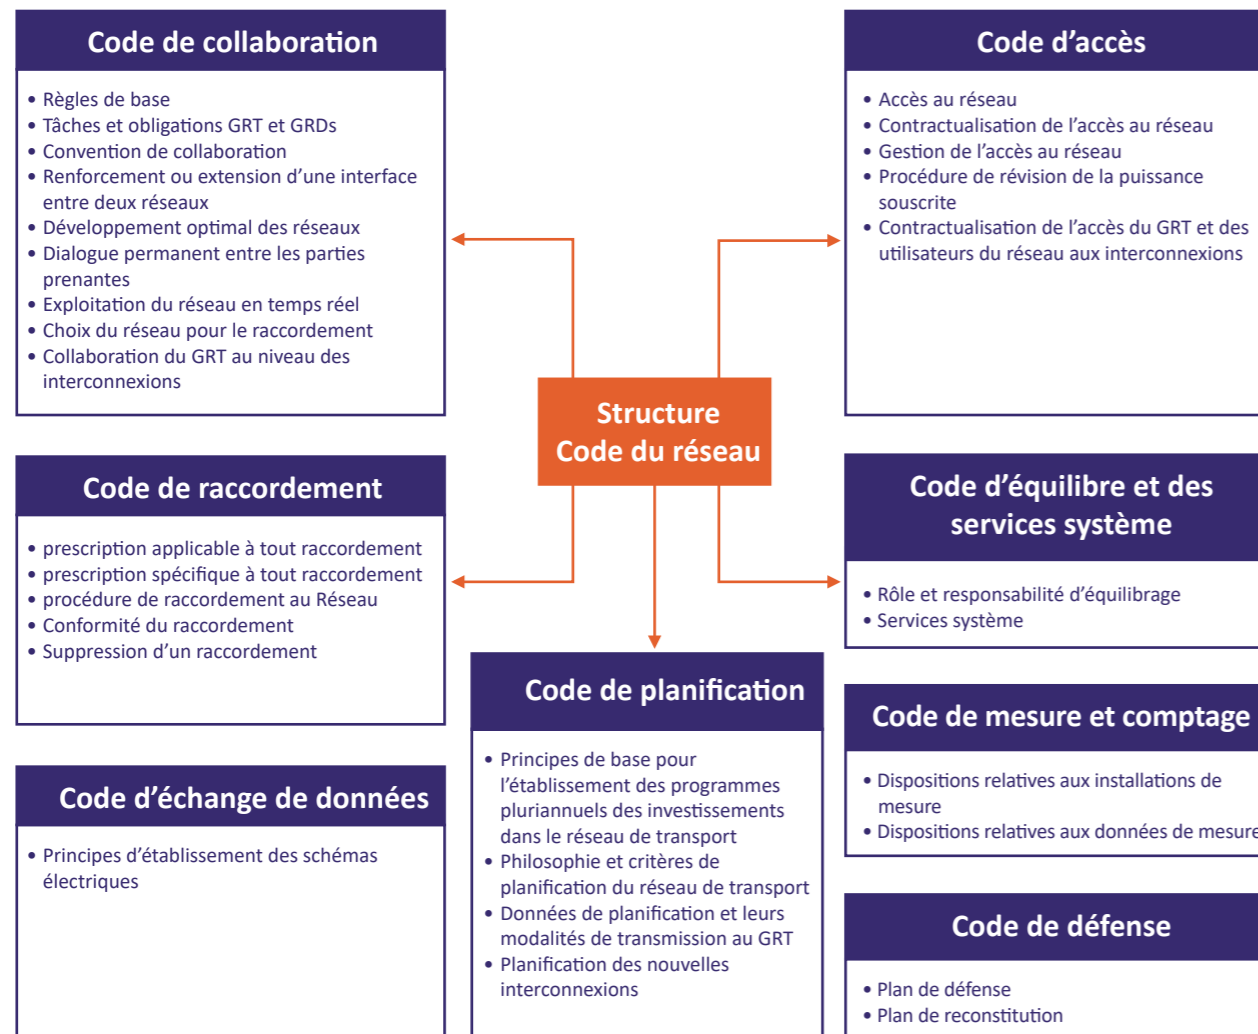 Code de collaboration
• Règles de base
• Tâches et obligations GRT et GRDs
• Convention de collaboration
• Renforcement ou extension d’une interface
entre deux réseaux
• Développement optimal des réseaux
• Dialogue permanent entre les parties
prenantes
• Exploitation du réseau en temps réel
• Choix du réseau pour le raccordement
• Collaboration du GRT au niveau des
interconnexions
Code d’accès
• Accès au réseau
• Contractualisation de l’accès au réseau
• Gestion de l’accès au réseau
• Procédure de révision de la puissance
souscrite
• Contractualisation de l’accès du GRT et des
utilisateurs du réseau aux interconnexions
Structure
Code du réseau
Code de raccordement
• prescription applicable à tout raccordement
• prescription spécifique à tout raccordement
• procédure de raccordement au Réseau
• Conformité du raccordement
• Suppression d’un raccordement
Code d’équilibre et des
services système
• Rôle et responsabilité d’équilibrage
• Services système
Code de planification
• Principes de base pour
l’établissement des programmes
pluriannuels des investissements
dans le réseau de transport
• Philosophie et critères de
planification du réseau de transport
• Données de planification et leurs
modalités de transmission au GRT
• Planification des nouvelles
interconnexions
Code de mesure et comptage
• Dispositions relatives aux installations de
mesure
• Dispositions relatives aux données de mesure
Code d’échange de données
• Principes d’établissement des schémas
électriques
Code de défense
• Plan de défense
• Plan de reconstitution